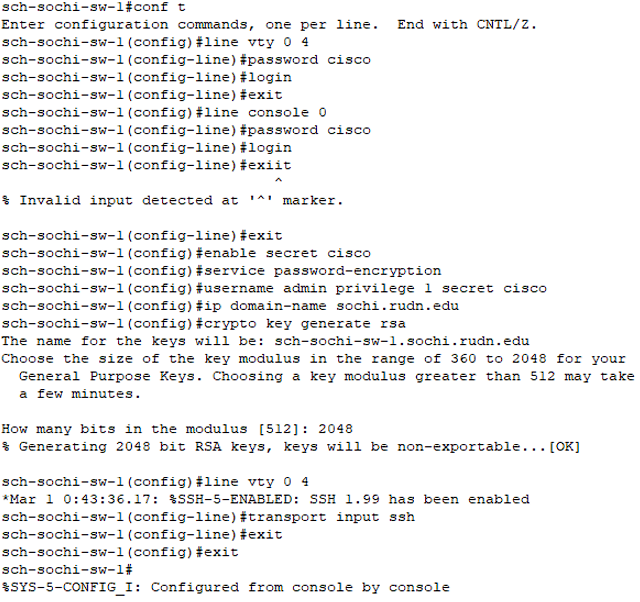 sch-sochi-sw-1#conf t
Enter configuration commands, one per line.  End with CNTL/Z.
sch-sochi-sw-1(config)#line vty 0 4
sch-sochi-sw-1(config-line)#password cisco
sch-sochi-sw-1(config-line)#login
sch-sochi-sw-1(config-line)#exit
sch-sochi-sw-1(config)#line console 0
sch-sochi-sw-1(config-line)#password cisco
sch-sochi-sw-1(config-line)#login
sch-sochi-sw-1(config-line)#exiit
^
% Invalid input detected at '^' marker.
sch-sochi-sw-1(config-line)#exit
sch-sochi-sw-1(config)#enable secret cisco
sch-sochi-sw-1(config)#service password-encryption
sch-sochi-sw-1(config)#username admin privilege 1 secret cisco
sch-sochi-sw-1(config)#ip domain-name sochi.rudn.edu
sch-sochi-sw-1(config)#crypto key generate rsa
The name for the keys will be: sch-sochi-sw-1.sochi.rudn.edu
Choose the size of the key modulus in the range of 360 to 2048 for your
General Purpose Keys. Choosing a key modulus greater than 512 may take
a few minutes.
How many bits in the modulus [512]: 2048
% Generating 2048 bit RSA keys, keys will be non-exportable...[OK]
sch-sochi-sw-1(config)#line vty 0 4
*Mar 1 0:43:36.17: %SSH-5-ENABLED: SSH 1.99 has been enabled
sch-sochi-sw-1(config-line)#transport input ssh
sch-sochi-sw-1(config-line)#exit
sch-sochi-sw-1(config)#exit
sch-sochi-sw-1#
%SYS-5-CONFIG_I: Configured from console by console